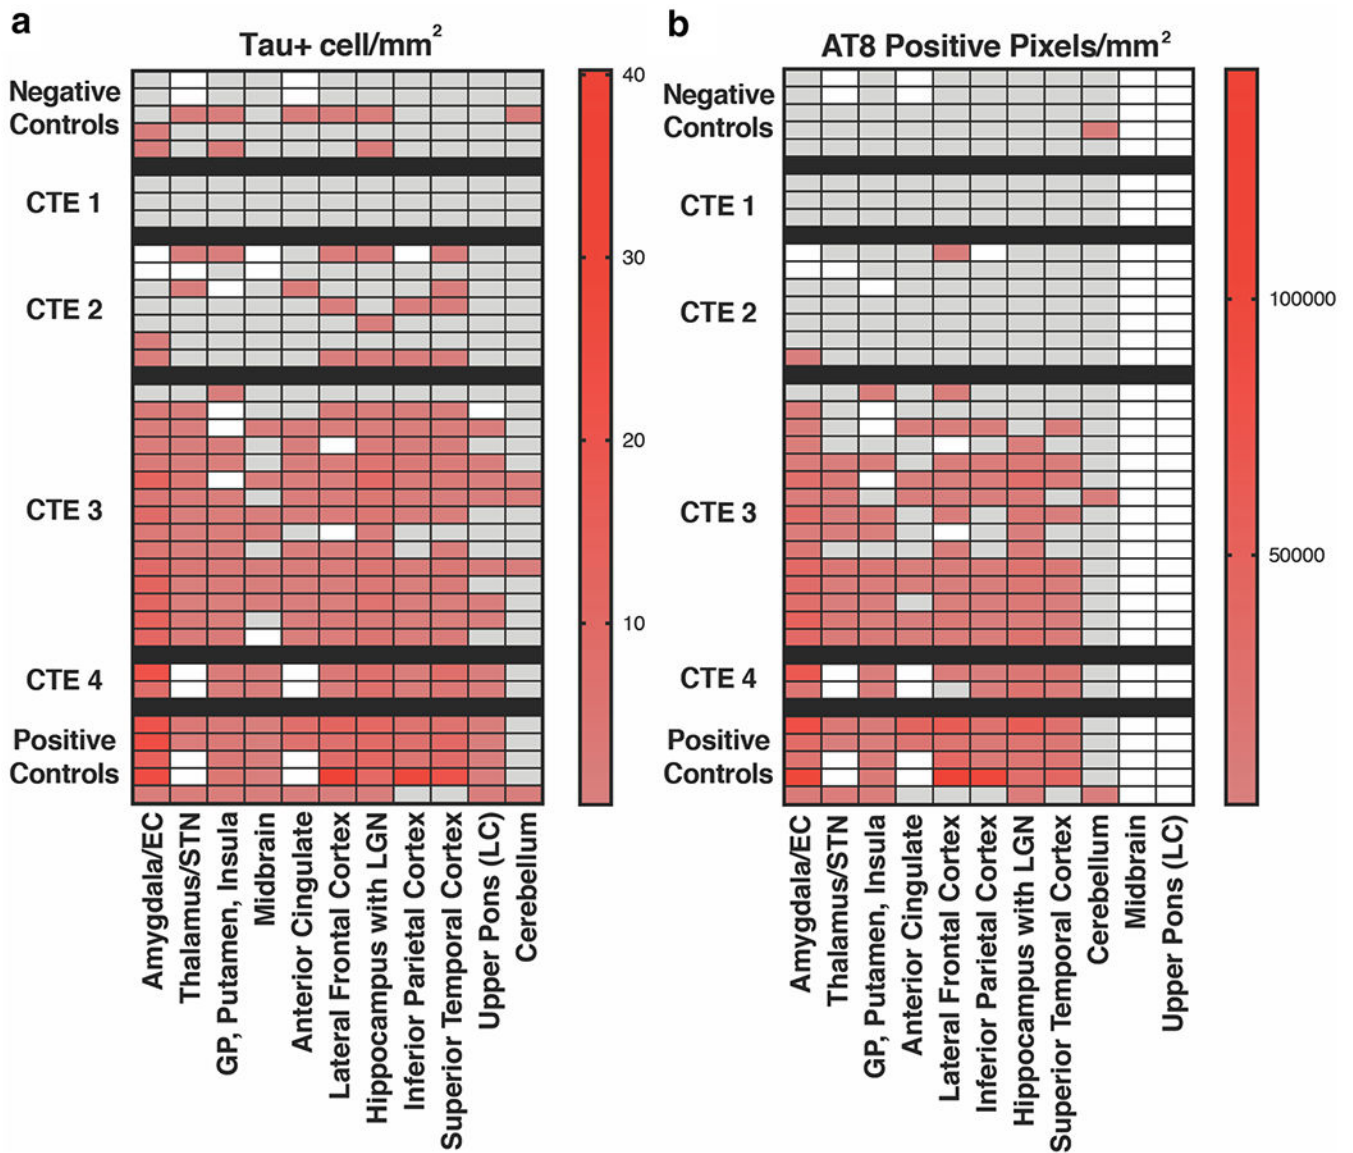 a
Tau+ cell/mm²
Negative
Controls
CTE 1
CTE 2
CTE 3
CTE 4
Positive
Controls
40
30
20
10
Amygdala/EC
Thalamus/STN
GP, Putamen, Insula
Midbrain
Anterior Cingulate
Lateral Frontal Cortex
Hippocampus with LGN
Inferior Parietal Cortex
Superior Temporal Cortex
Upper Pons (LC)
Cerebellum
b
AT8 Positive Pixels/mm²
Negative
Controls
CTE 1
CTE 2
CTE 3
CTE 4
Positive
Controls
100000
50000
Amygdala/EC
Thalamus/STN
GP, Putamen, Insula
Anterior Cingulate
Lateral Frontal Cortex
Inferior Parietal Cortex
Hippocampus with LGN
Superior Temporal Cortex
Cerebellum
Midbrain
Upper Pons (LC)